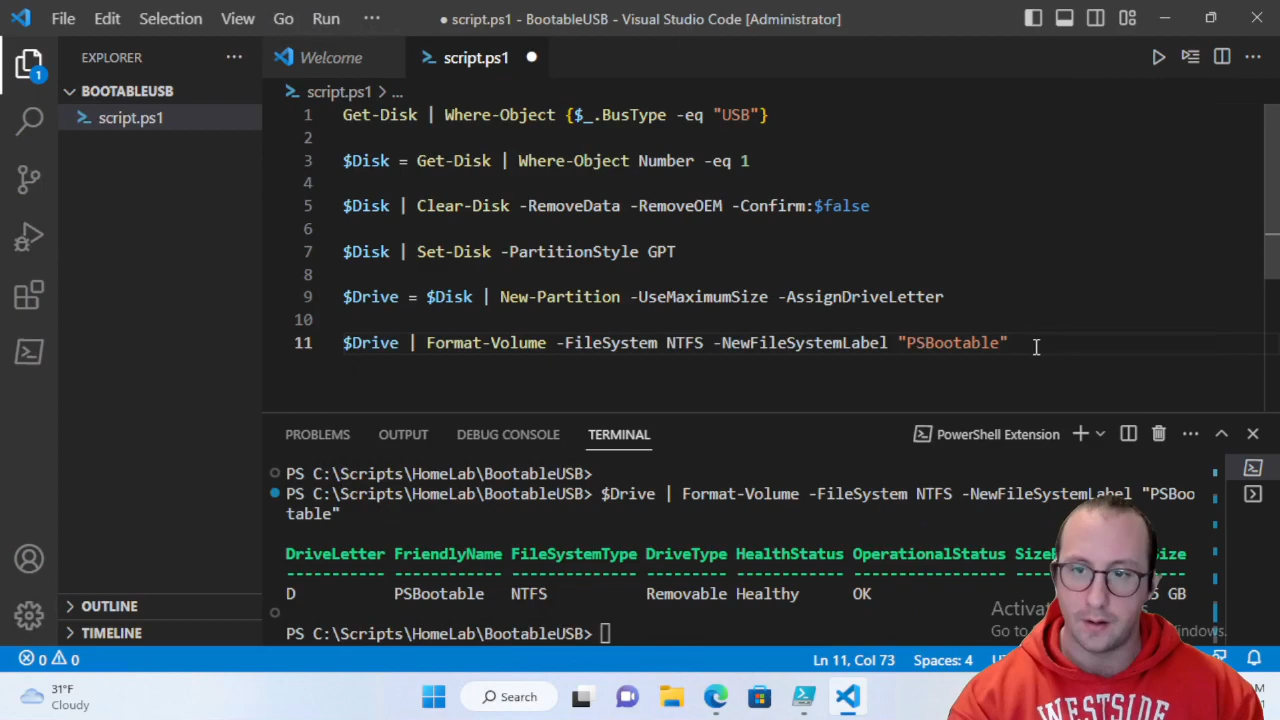 File Edit Selection View Go Run ··· ● script.ps1 - BootableUSB - Visual Studio Code [Administrator]
EXPLORER ···
Welcome
script.ps1
1
BOOTABLEUSB
script.ps1
script.ps1 > ...
1 Get-Disk | Where-Object {$_.BusType -eq "USB"}
2
3 $Disk = Get-Disk | Where-Object Number -eq 1
4
5 $Disk | Clear-Disk -RemoveData -RemoveOEM -Confirm:$false
6
7 $Disk | Set-Disk -PartitionStyle GPT
8
9 $Drive = $Disk | New-Partition -UseMaximumSize -AssignDriveLetter
10
11 $Drive | Format-Volume -FileSystem NTFS -NewFileSystemLabel "PSBootable"
PROBLEMS OUTPUT DEBUG CONSOLE TERMINAL PowerShell Extension
PS C:\Scripts\HomeLab\BootableUSB>
PS C:\Scripts\HomeLab\BootableUSB> $Drive | Format-Volume -FileSystem NTFS -NewFileSystemLabel "PSBoo
table"
DriveLetter FriendlyName FileSystemType DriveType HealthStatus OperationalStatus
----------- ------------ -------------- --------- ------------ -----------------
D PSBootable NTFS Removable Healthy OK GB
PS C:\Scripts\HomeLab\BootableUSB>
OUTLINE
TIMELINE
Go to
0 0 Ln 11, Col 73 Spaces: 4
31°F
Cloudy
Search
WESTSIDE